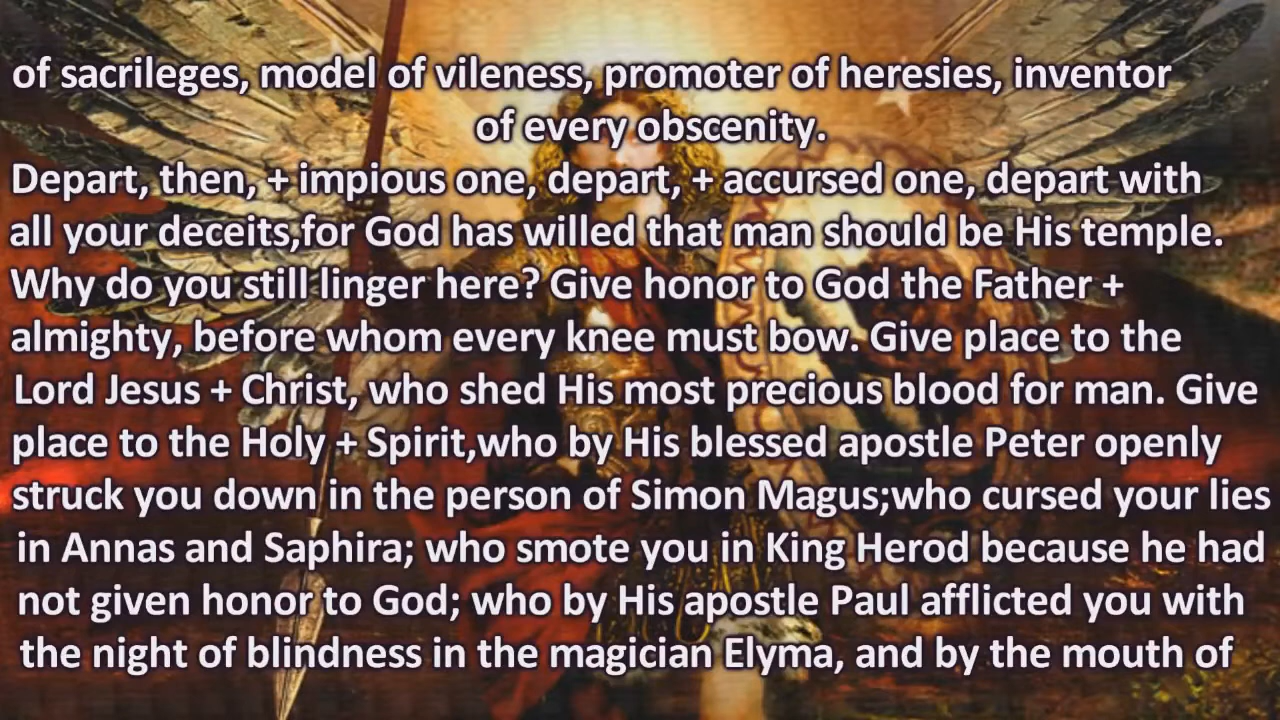 of sacrileges, model of vileness, promoter of heresies, inventor
of every obscenity.
Depart, then, + impious one, depart, + accursed one, depart with
all your deceits,for God has willed that man should be His temple.
Why do you still linger here? Give honor to God the Father +
almighty, before whom every knee must bow. Give place to the
Lord Jesus + Christ, who shed His most precious blood for man. Give
place to the Holy + Spirit,who by His blessed apostle Peter openly
struck you down in the person of Simon Magus;who cursed your lies
in Annas and Saphira; who smote you in King Herod because he had
not given honor to God; who by His apostle Paul afflicted you with
the night of blindness in the magician Elyma, and by the mouth of